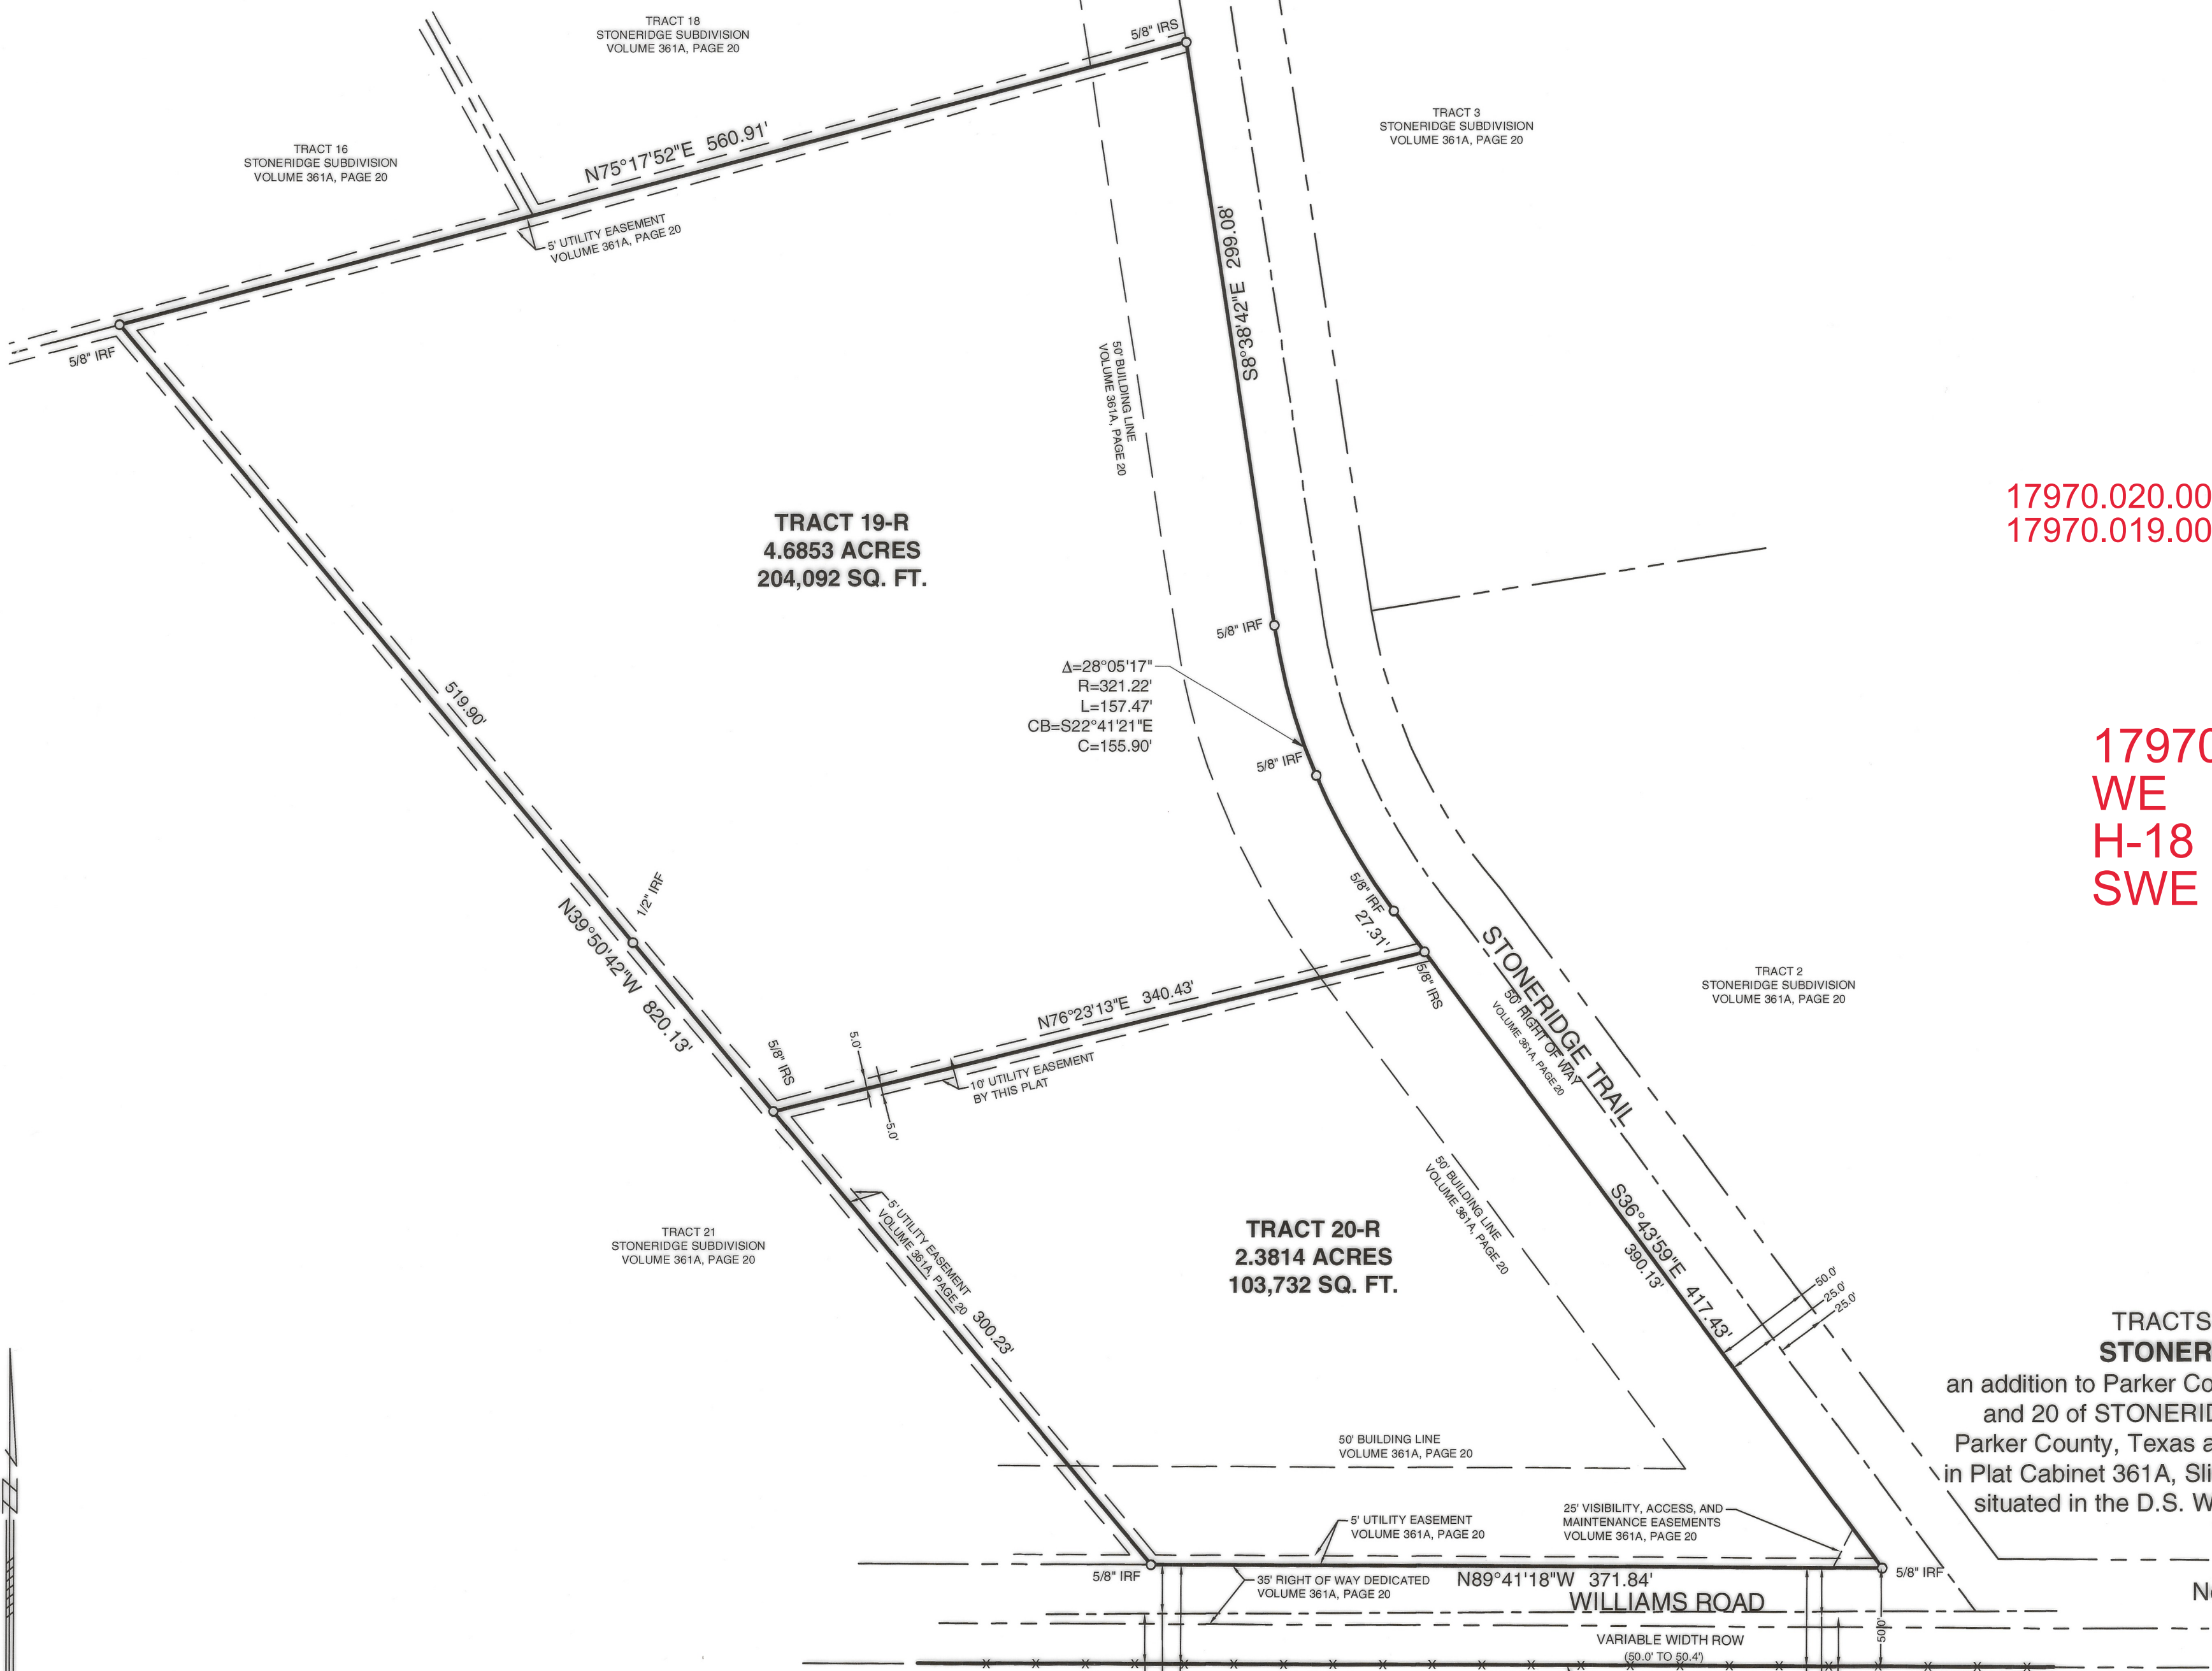 TRACT 18
STONERIDGE SUBDIVISION
VOLUME 361A, PAGE 20
5/8" IRS
TRACT 3
STONERIDGE SUBDIVISION
VOLUME 361A, PAGE 20
TRACT 16
STONERIDGE SUBDIVISION
VOLUME 361A, PAGE 20
N75°17'52"E 560.91'
5' UTILITY EASEMENT
VOLUME 361A, PAGE 20
S8°38'42"E 299.08'
5/8" IRF
50' BUILDING LINE
VOLUME 361A, PAGE 20
17970.020.00
17970.019.00
TRACT 19-R
4.6853 ACRES
204,092 SQ. FT.
5/8" IRF
Δ=28°05'17"
R=321.22'
L=157.47'
CB=S22°41'21"E
C=155.90'
519.90'
5/8" IRF
17970
WE
H-18
SWE
1/2" IRF
5/8" IRF
27.31'
N39°50'42"W 820.13'
STONERIDGE TRAIL
50' RIGHT OF WAY
VOLUME 361A, PAGE 20
TRACT 2
STONERIDGE SUBDIVISION
VOLUME 361A, PAGE 20
5/8" IRS
N76°23'13"E 340.43'
5/8" IRS
5.0'
10' UTILITY EASEMENT
BY THIS PLAT
5.0'
50' BUILDING LINE
VOLUME 361A, PAGE 20
5' UTILITY EASEMENT
VOLUME 361A, PAGE 20
300.23'
TRACT 21
STONERIDGE SUBDIVISION
VOLUME 361A, PAGE 20
TRACT 20-R
2.3814 ACRES
103,732 SQ. FT.
S36°43'59"E 417.43'
390.13'
50.0'
25.0'
25.0'
TRACTS
STONER
an addition to Parker Co
and 20 of STONERI
Parker County, Texas a
in Plat Cabinet 361A, Sli
situated in the D.S. W
50' BUILDING LINE
VOLUME 361A, PAGE 20
5' UTILITY EASEMENT
VOLUME 361A, PAGE 20
25' VISIBILITY, ACCESS, AND
MAINTENANCE EASEMENTS
VOLUME 361A, PAGE 20
5/8" IRF
35' RIGHT OF WAY DEDICATED
VOLUME 361A, PAGE 20
N89°41'18"W 371.84'
5/8" IRF
WILLIAMS ROAD
VARIABLE WIDTH ROW
(50.0' TO 50.4')
50.0'
N